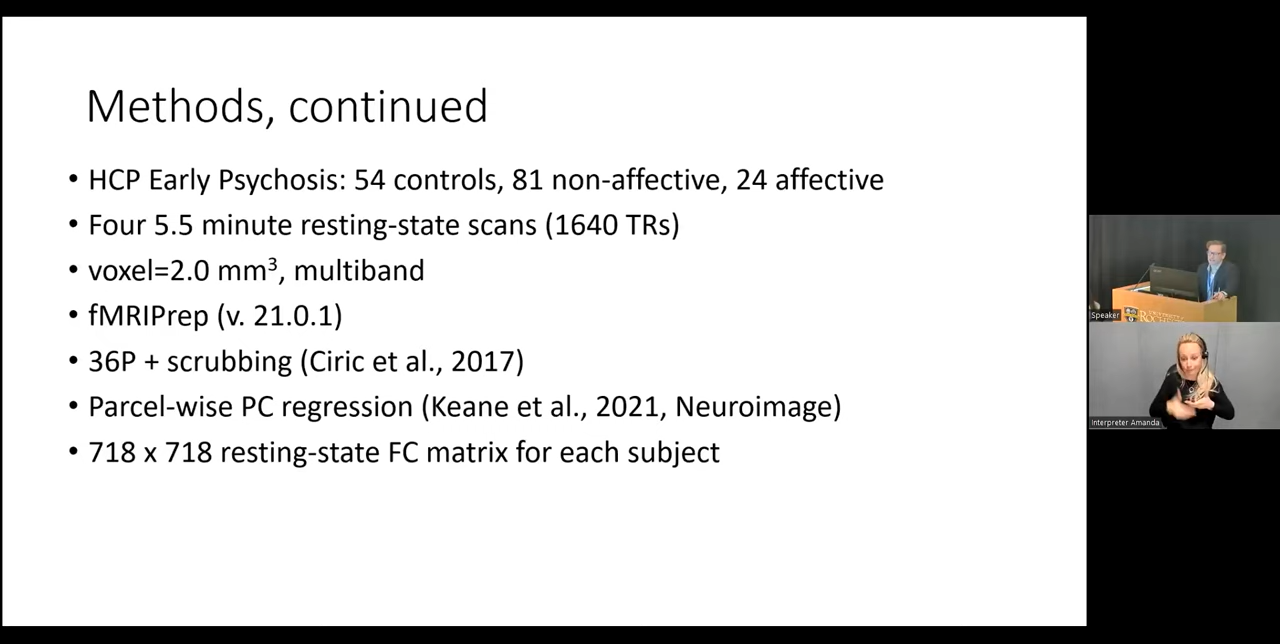 Methods, continued
• HCP Early Psychosis: 54 controls, 81 non-affective, 24 affective
• Four 5.5 minute resting-state scans (1640 TRs)
• voxel=2.0 mm³, multiband
• fMRIPrep (v. 21.0.1)
• 36P + scrubbing (Ciric et al., 2017)
• Parcel-wise PC regression (Keane et al., 2021, Neuroimage)
• 718 x 718 resting-state FC matrix for each subject
Speaker
Interpreter Amanda